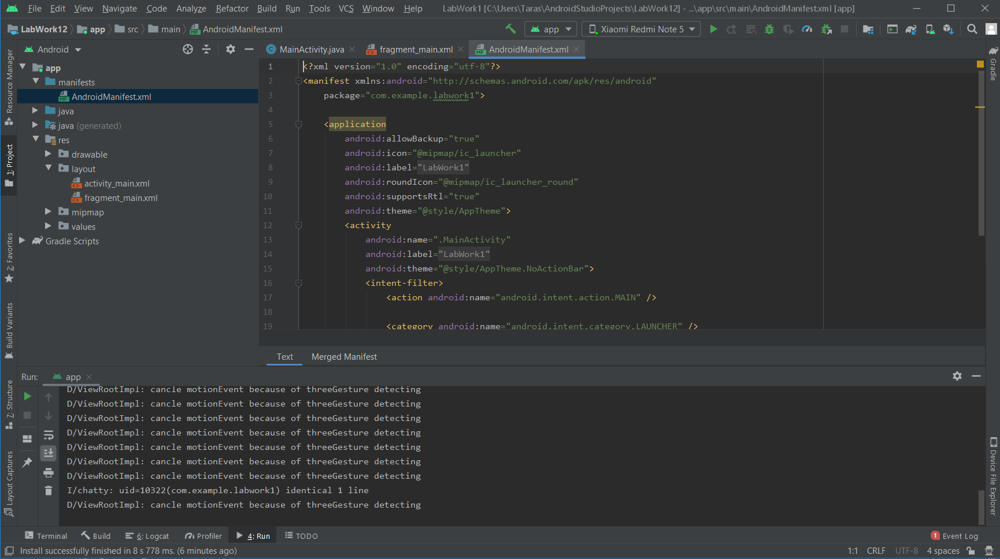 File Edit View Navigate Code Analyze Refactor Build Run Tools VCS Window Help LabWork1 [C:\Users\Taras\AndroidStudioProjects\LabWork12] - ...\app\src\main\AndroidManifest.xml [app]
LabWork12 app src main AndroidManifest.xml app Xiaomi Redmi Note 5
Android MainActivity.java fragment_main.xml AndroidManifest.xml
Resource Manager
1: Project
2: Favorites
Build Variants
7: Structure
Layout Captures
app
manifests
AndroidManifest.xml
java
java (generated)
res
drawable
layout
activity_main.xml
fragment_main.xml
mipmap
values
Gradle Scripts
1 <?xml version="1.0" encoding="utf-8"?>
2 <manifest xmlns:android="http://schemas.android.com/apk/res/android"
3 package="com.example.labwork1">
4
5 <application
6 android:allowBackup="true"
7 android:icon="@mipmap/ic_launcher"
8 android:label="LabWork1"
9 android:roundIcon="@mipmap/ic_launcher_round"
10 android:supportsRtl="true"
11 android:theme="@style/AppTheme">
12 <activity
13 android:name=".MainActivity"
14 android:label="LabWork1"
15 android:theme="@style/AppTheme.NoActionBar">
16 <intent-filter>
17 <action android:name="android.intent.action.MAIN" />
18
19 <category android:name="android.intent.category.LAUNCHER" />
Text Merged Manifest
Gradle
Device File Explorer
Run: app
D/ViewRootImpl: cancle motionEvent because of threeGesture detecting
D/ViewRootImpl: cancle motionEvent because of threeGesture detecting
D/ViewRootImpl: cancle motionEvent because of threeGesture detecting
D/ViewRootImpl: cancle motionEvent because of threeGesture detecting
D/ViewRootImpl: cancle motionEvent because of threeGesture detecting
D/ViewRootImpl: cancle motionEvent because of threeGesture detecting
D/ViewRootImpl: cancle motionEvent because of threeGesture detecting
I/chatty: uid=10322(com.example.labwork1) identical 1 line
D/ViewRootImpl: cancle motionEvent because of threeGesture detecting
Terminal Build 6: Logcat Profiler 4: Run TODO 1 Event Log
Install successfully finished in 8 s 778 ms. (6 minutes ago) 1:1 CRLF UTF-8 4 spaces